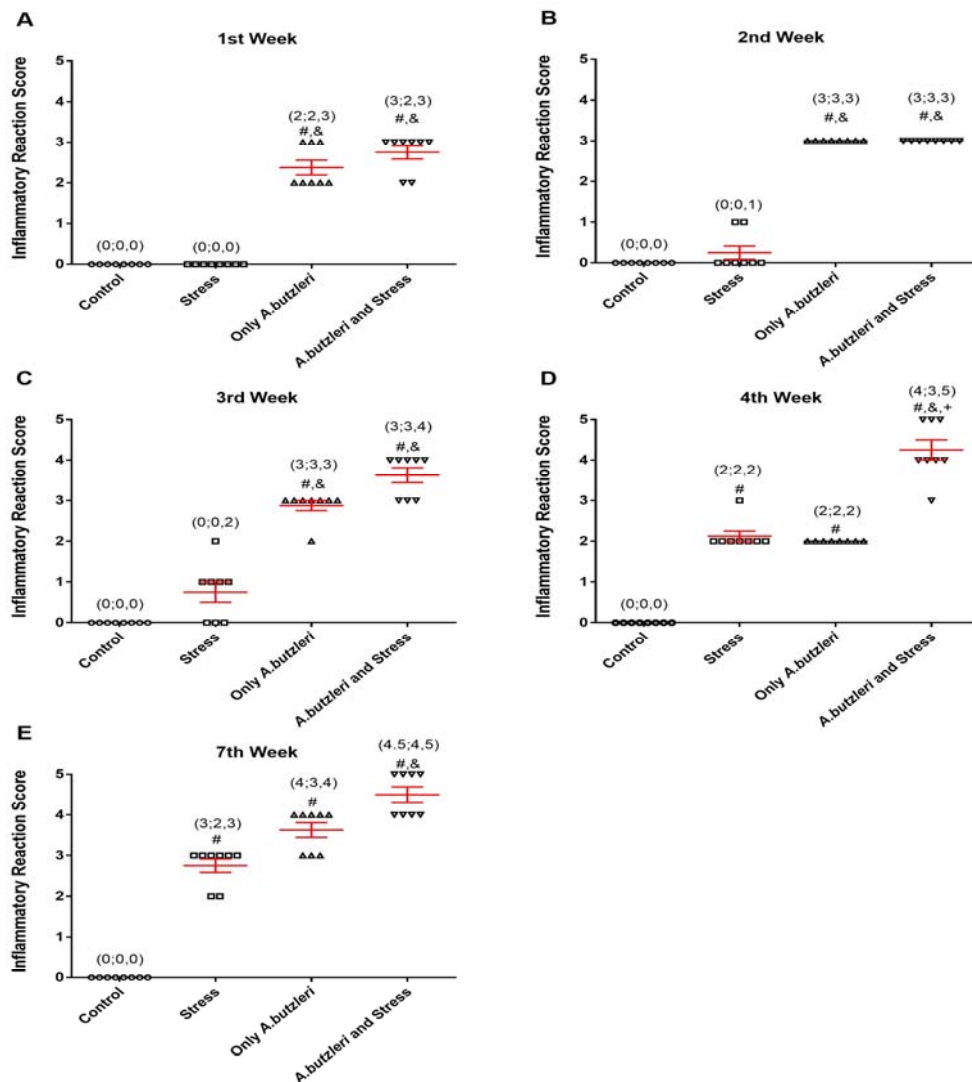 A
1st Week
Inflammatory Reaction Score
5
4
3
2
1
0
(0;0,0)
(0;0,0)
(2;2,3)
#,&
(3;2,3)
#,&
Control
Stress
Only A.butzleri
A.butzleri and Stress
B
2nd Week
Inflammatory Reaction Score
5
4
3
2
1
0
(0;0,0)
(0;0,1)
(3;3,3)
#,&
(3;3,3)
#,&
Control
Stress
Only A.butzleri
A.butzleri and Stress
C
3rd Week
Inflammatory Reaction Score
5
4
3
2
1
0
(0;0,0)
(0;0,2)
(3;3,3)
#,&
(3;3,4)
#,&
Control
Stress
Only A.butzleri
A.butzleri and Stress
D
4th Week
Inflammatory Reaction Score
5
4
3
2
1
0
(0;0,0)
(2;2,2)
#
(2;2,2)
#
(4;3,5)
#,&,+
Control
Stress
Only A.butzleri
A.butzleri and Stress
E
7th Week
Inflammatory Reaction Score
5
4
3
2
1
0
(0;0,0)
(3;2,3)
#
(4;3,4)
#
(4.5;4,5)
#,&
Control
Stress
Only A.butzleri
A.butzleri and Stress